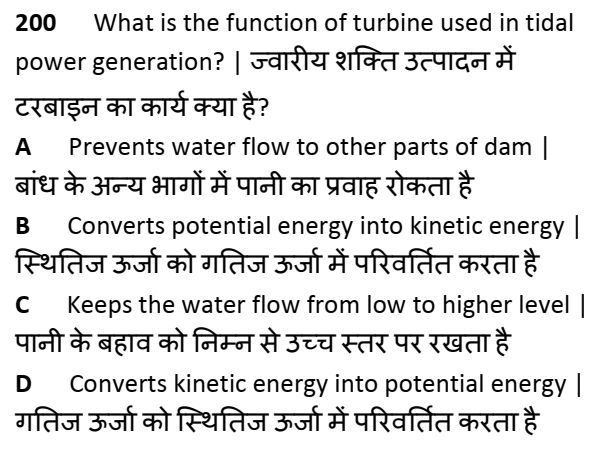 200 What is the function of turbine used in tidal
power generation? | ज्वारीय शक्ति उत्पादन में
टरबाइन का कार्य क्या है?
A Prevents water flow to other parts of dam |
बांध के अन्य भागों में पानी का प्रवाह रोकता है
B Converts potential energy into kinetic energy |
स्थितिज ऊर्जा को गतिज ऊर्जा में परिवर्तित करता है
C Keeps the water flow from low to higher level |
पानी के बहाव को निम्न से उच्च स्तर पर रखता है
D Converts kinetic energy into potential energy |
गतिज ऊर्जा को स्थितिज ऊर्जा में परिवर्तित करता है